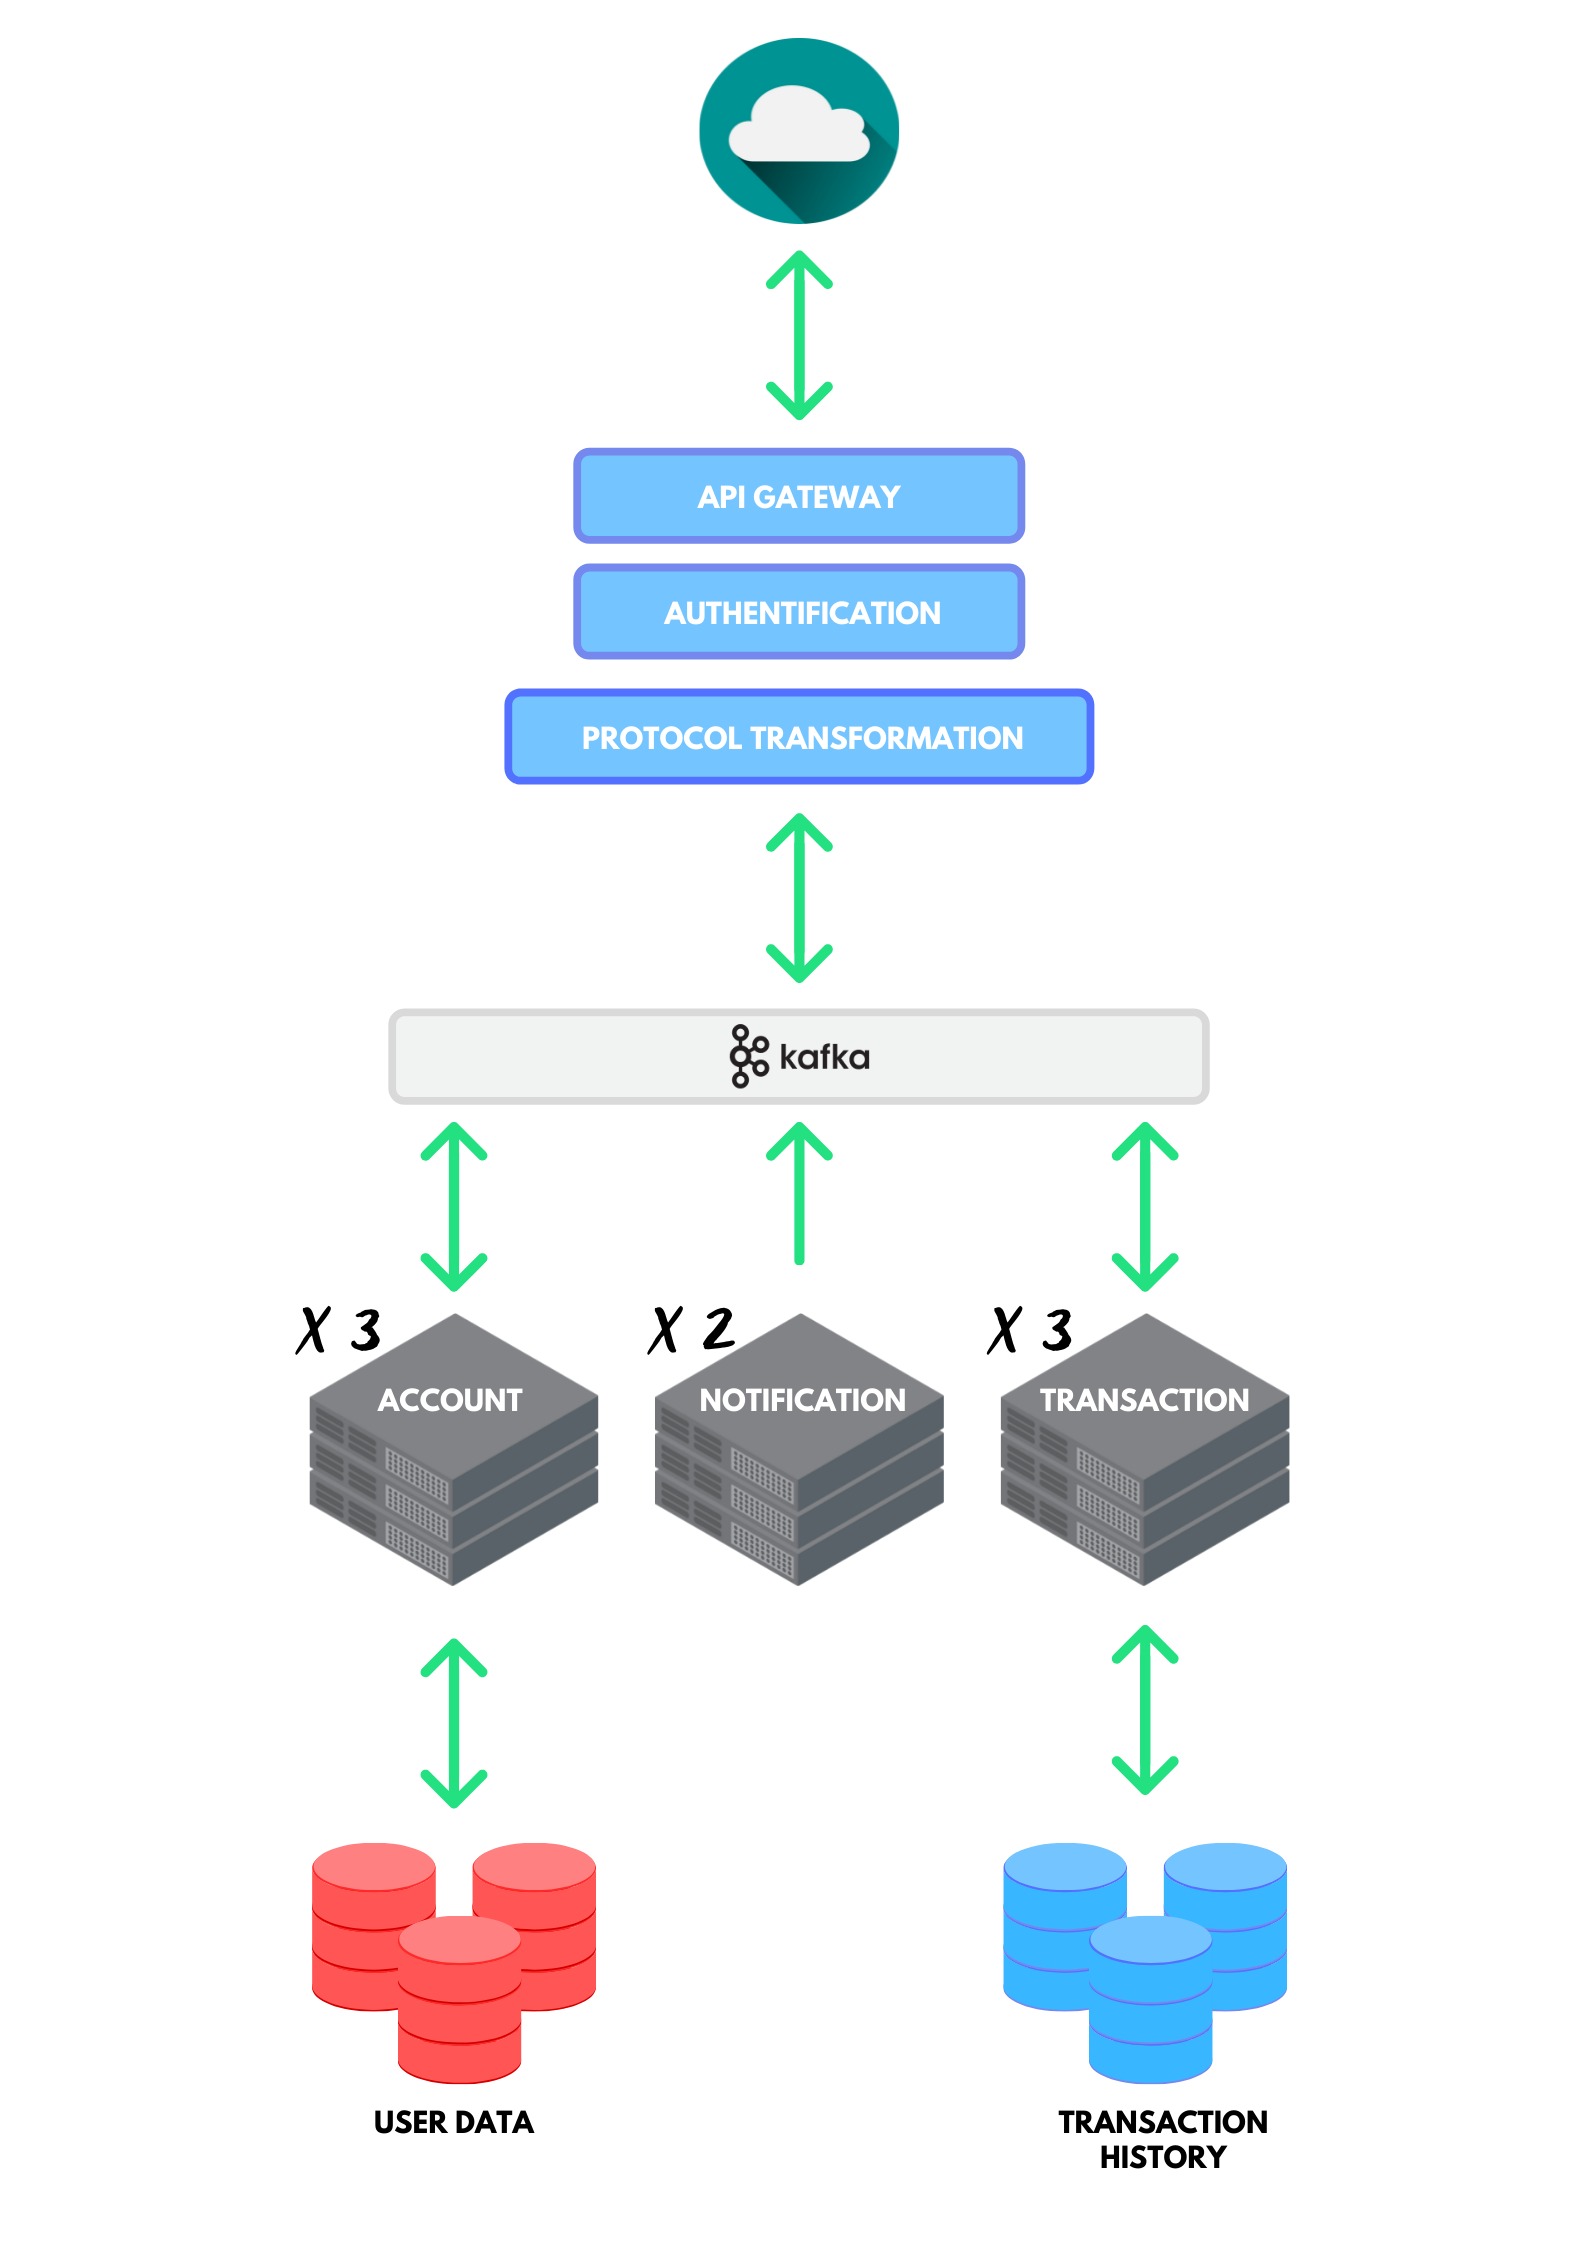 API GATEWAY
AUTHENTIFICATION
PROTOCOL TRANSFORMATION
kafka
X 3
X 2
X 3
ACCOUNT
NOTIFICATION
TRANSACTION
USER DATA
TRANSACTION
HISTORY